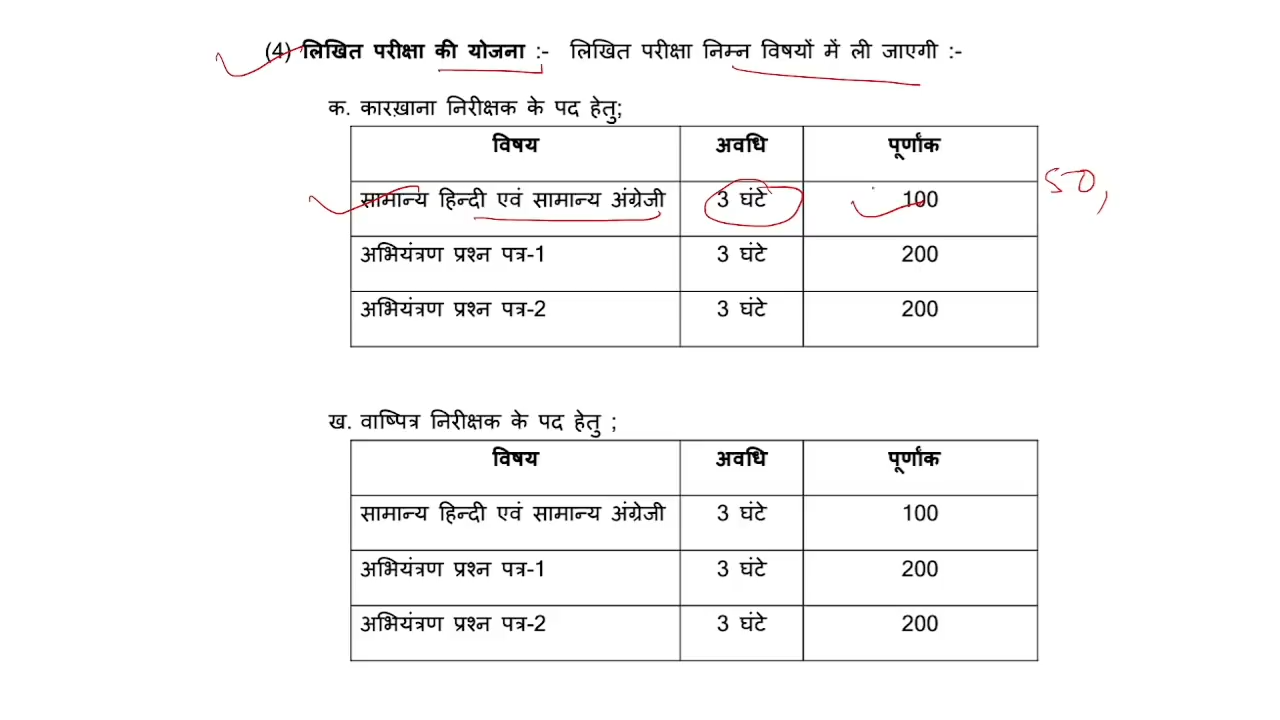 (4) लिखित परीक्षा की योजना :- लिखित परीक्षा निम्न विषयों में ली जाएगी :-
क. कारख़ाना निरीक्षक के पद हेतु;
विषय अवधि पूर्णांक
सामान्य हिन्दी एवं सामान्य अंग्रेजी 3 घंटे 100 50,
अभियंत्रण प्रश्न पत्र-1 3 घंटे 200
अभियंत्रण प्रश्न पत्र-2 3 घंटे 200
ख. वाष्पित्र निरीक्षक के पद हेतु ;
विषय अवधि पूर्णांक
सामान्य हिन्दी एवं सामान्य अंग्रेजी 3 घंटे 100
अभियंत्रण प्रश्न पत्र-1 3 घंटे 200
अभियंत्रण प्रश्न पत्र-2 3 घंटे 200